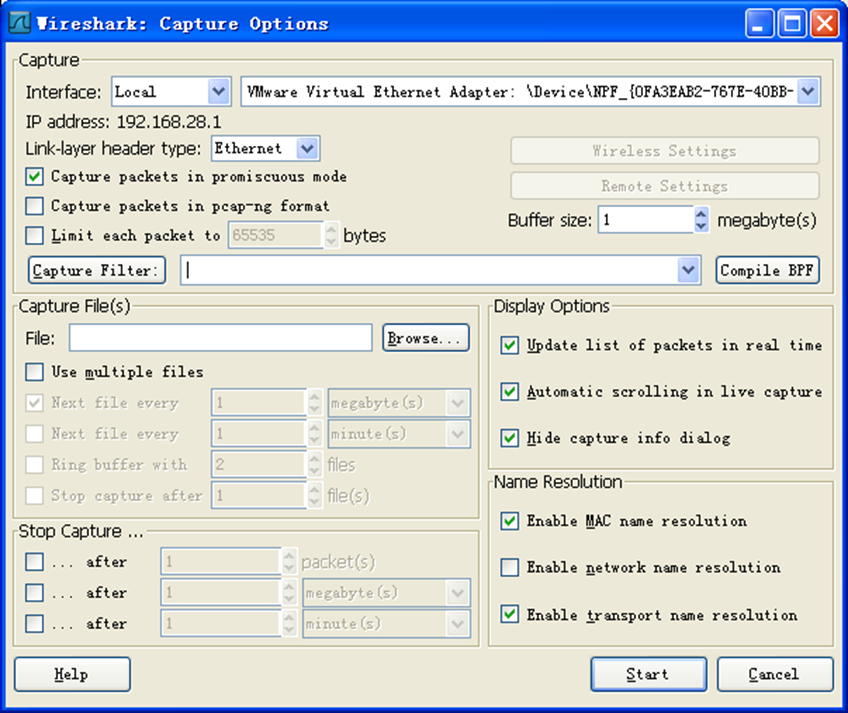 Wireshark: Capture Options
Capture
Interface: Local VMware Virtual Ethernet Adapter: \Device\NPF_{0FA3EAB2-767E-40BB-
IP address: 192.168.28.1
Link-layer header type: Ethernet Wireless Settings
Capture packets in promiscuous mode
Remote Settings
Capture packets in pcap-ng format
Buffer size: 1 megabyte(s)
Limit each packet to 65535 bytes
Capture Filter: Compile BPF
Capture File(s)
File: Browse...
Use multiple files
Next file every 1 megabyte(s)
Next file every 1 minute(s)
Ring buffer with 2 files
Stop capture after 1 file(s)
Stop Capture ...
... after 1 packet(s)
... after 1 megabyte(s)
... after 1 minute(s)
Display Options
Update list of packets in real time
Automatic scrolling in live capture
Hide capture info dialog
Name Resolution
Enable MAC name resolution
Enable network name resolution
Enable transport name resolution
Help Start Cancel